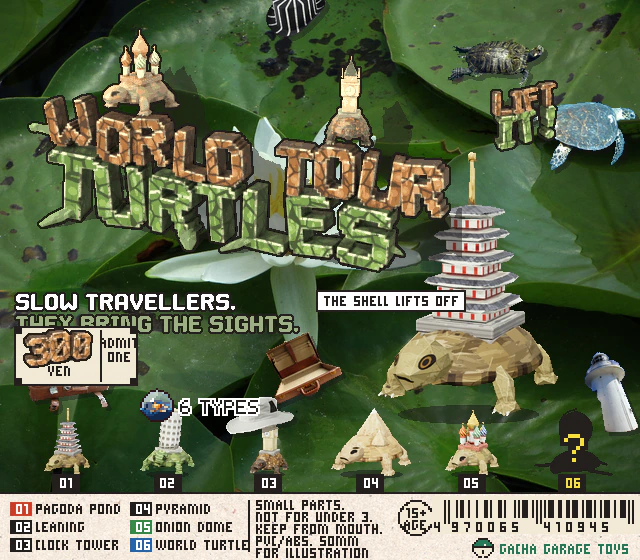 WORLD TOUR
TURTLES
LIFT
IT!
SLOW TRAVELLERS.
THEY BRING THE SIGHTS.
THE SHELL LIFTS OFF
300
YEN
ADMIT
ONE
6 TYPES
?
01
02
03
04
05
06
01 PAGODA POND
02 LEANING
03 CLOCK TOWER
04 PYRAMID
05 ONION DOME
06 WORLD TURTLE
SMALL PARTS.
NOT FOR UNDER 3.
KEEP FROM MOUTH.
PVC/ABS. 50MM
FOR ILLUSTRATION
15+
AGE
4 970065 410945
GACHA GARAGE TOYS